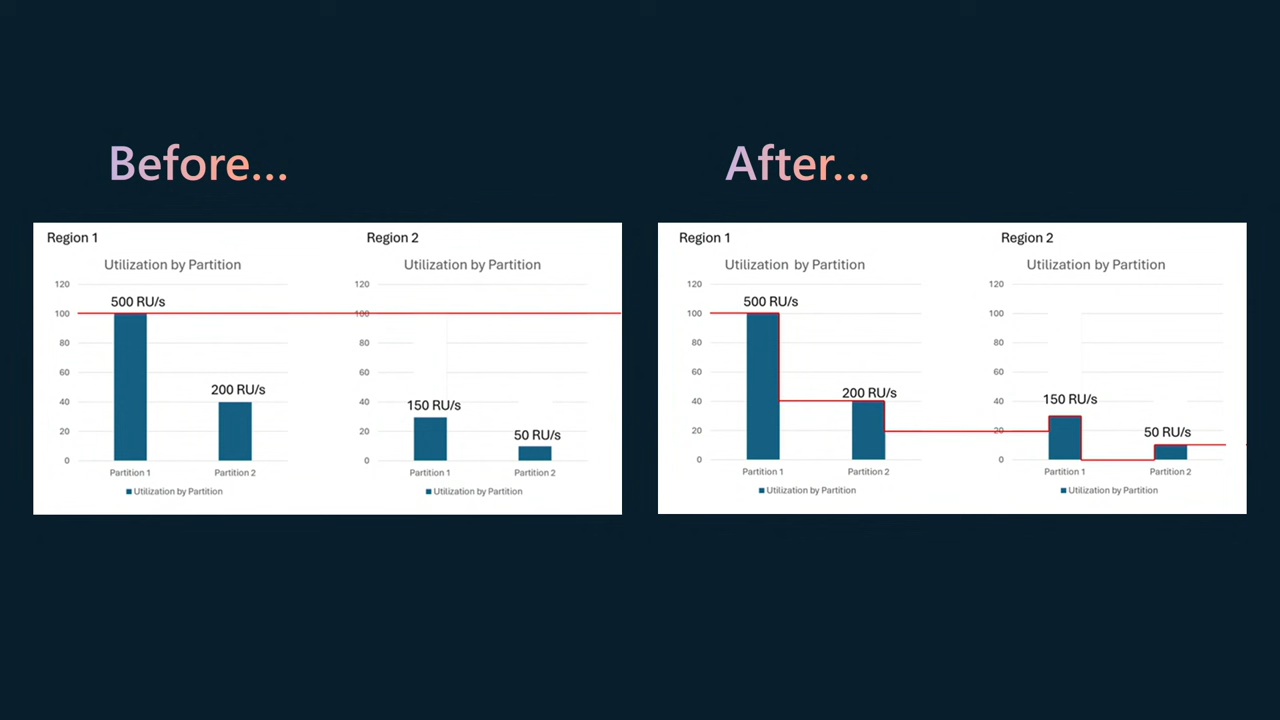 Before...
After...
Region 1
Region 2
Utilization by Partition
Utilization by Partition
120
100
80
60
40
20
0
500 RU/s
200 RU/s
Partition 1
Partition 2
Utilization by Partition
120
100
80
60
40
20
0
150 RU/s
50 RU/s
Partition 1
Partition 2
Utilization by Partition
Region 1
Region 2
Utilization by Partition
Utilization by Partition
120
100
80
60
40
20
0
500 RU/s
200 RU/s
Partition 1
Partition 2
Utilization by Partition
120
100
80
60
40
20
0
150 RU/s
50 RU/s
Partition 1
Partition 2
Utilization by Partition